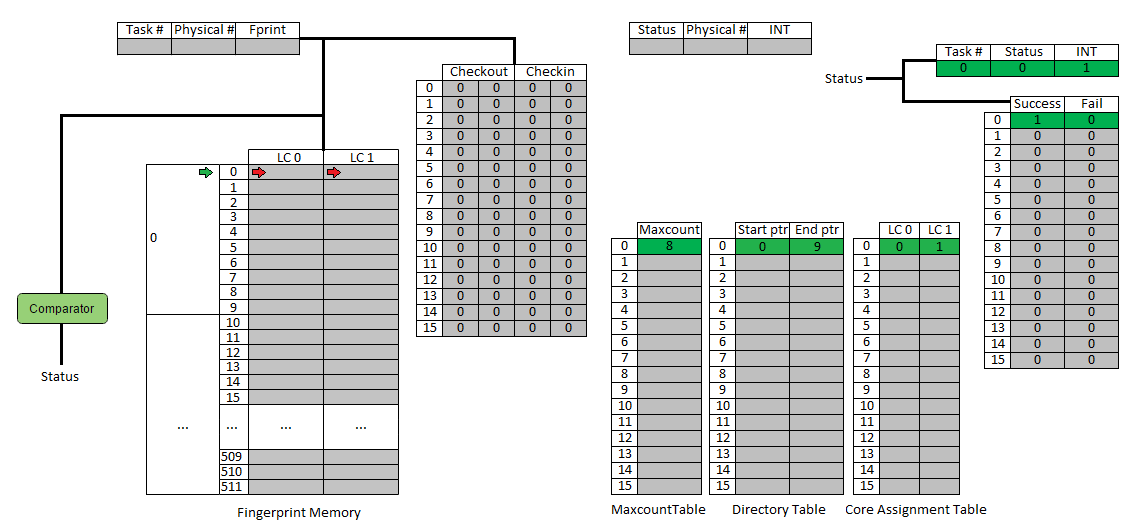 Task # Physical # Fprint
Status Physical # INT
Task # Status INT
0 0 1
Status
Checkout Checkin
0 0 0 0 0
1 0 0 0 0
2 0 0 0 0
3 0 0 0 0
4 0 0 0 0
5 0 0 0 0
6 0 0 0 0
7 0 0 0 0
8 0 0 0 0
9 0 0 0 0
10 0 0 0 0
11 0 0 0 0
12 0 0 0 0
13 0 0 0 0
14 0 0 0 0
15 0 0 0 0
Success Fail
0 1 0
1 0 0
2 0 0
3 0 0
4 0 0
5 0 0
6 0 0
7 0 0
8 0 0
9 0 0
10 0 0
11 0 0
12 0 0
13 0 0
14 0 0
15 0 0
LC 0 LC 1
0
0
1
2
3
4
5
6
7
8
9
10
11
12
13
14
15
... ... ... ...
509
510
511
Fingerprint Memory
Comparator
Status
Maxcount
0 8
1
2
3
4
5
6
7
8
9
10
11
12
13
14
15
MaxcountTable
Start ptr End ptr
0 0 9
1
2
3
4
5
6
7
8
9
10
11
12
13
14
15
Directory Table
LC 0 LC 1
0 0 1
1
2
3
4
5
6
7
8
9
10
11
12
13
14
15
Core Assignment Table